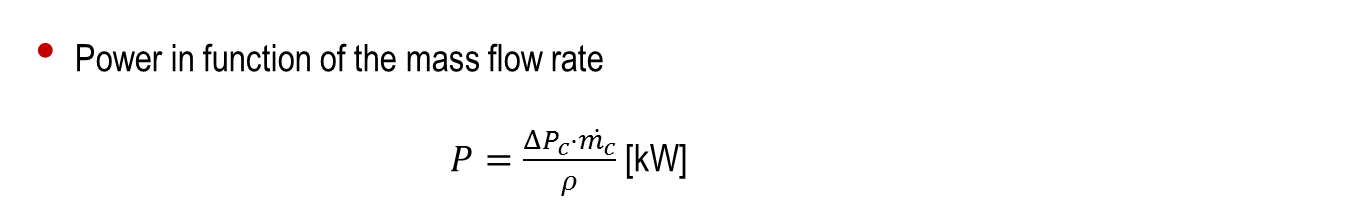 • Power in function of the mass flow rate
𝑃 = Δ𝑃_𝐶·ṁ_𝐶 / 𝜌 [kW]